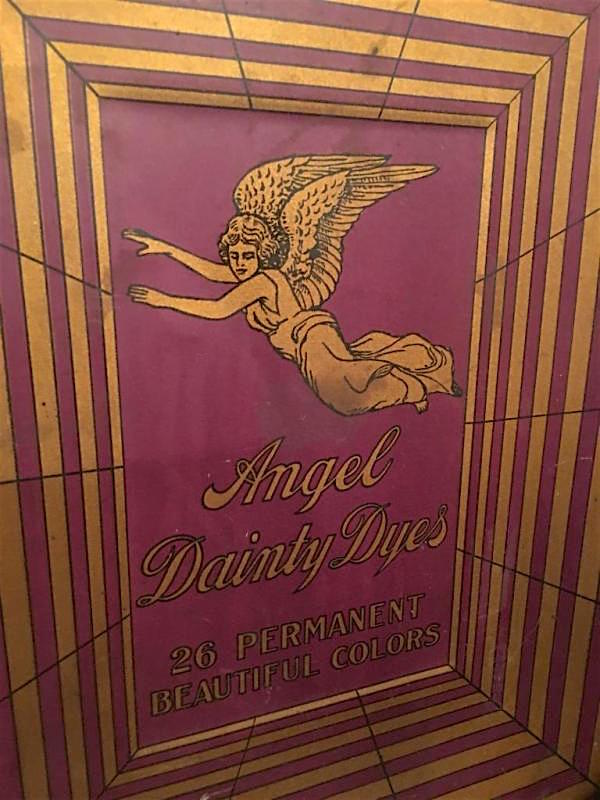 Angel
Dainty Dyes
26 PERMANENT
BEAUTIFUL COLORS